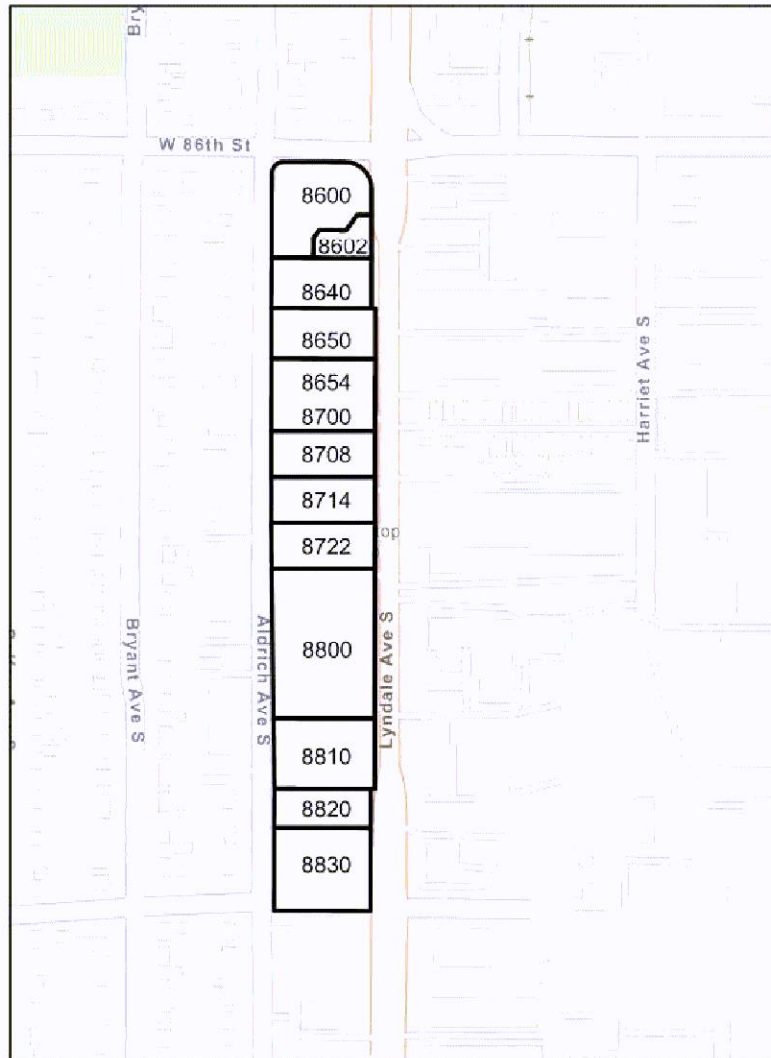 Bry
W 86th St
8600
8602
8640
8650
8654
8700
8708
8714
8722
8800
8810
8820
8830
Harriet Ave S
Bryant Ave S
Aldrich Ave S
Lyndale Ave S
op